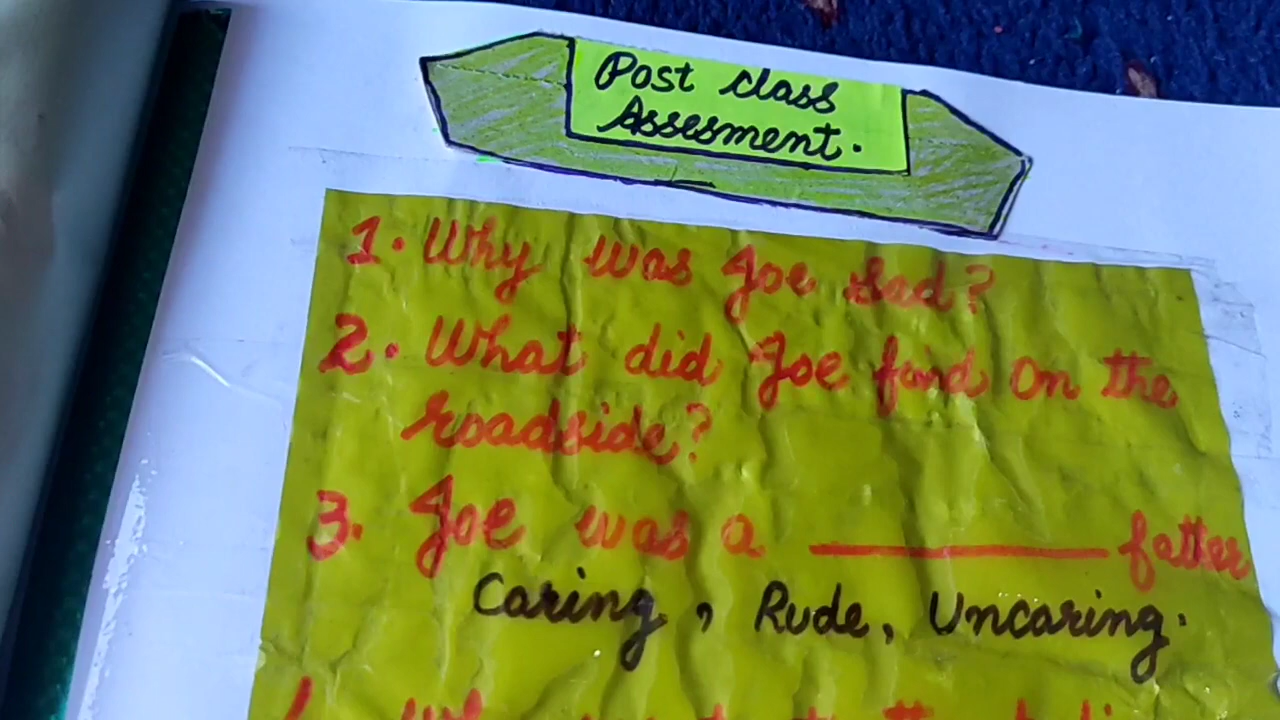 Post class
Assesment.
1. Why was Joe sad?
2. What did Joe find on the
roadside?
3. Joe was a __________ father
Caring, Rude, Uncaring.